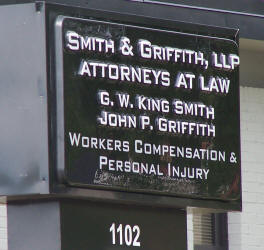 SMITH & GRIFFITH, LLP
ATTORNEYS AT LAW
G. W. KING SMITH
JOHN P. GRIFFITH
WORKERS COMPENSATION &
PERSONAL INJURY
1102